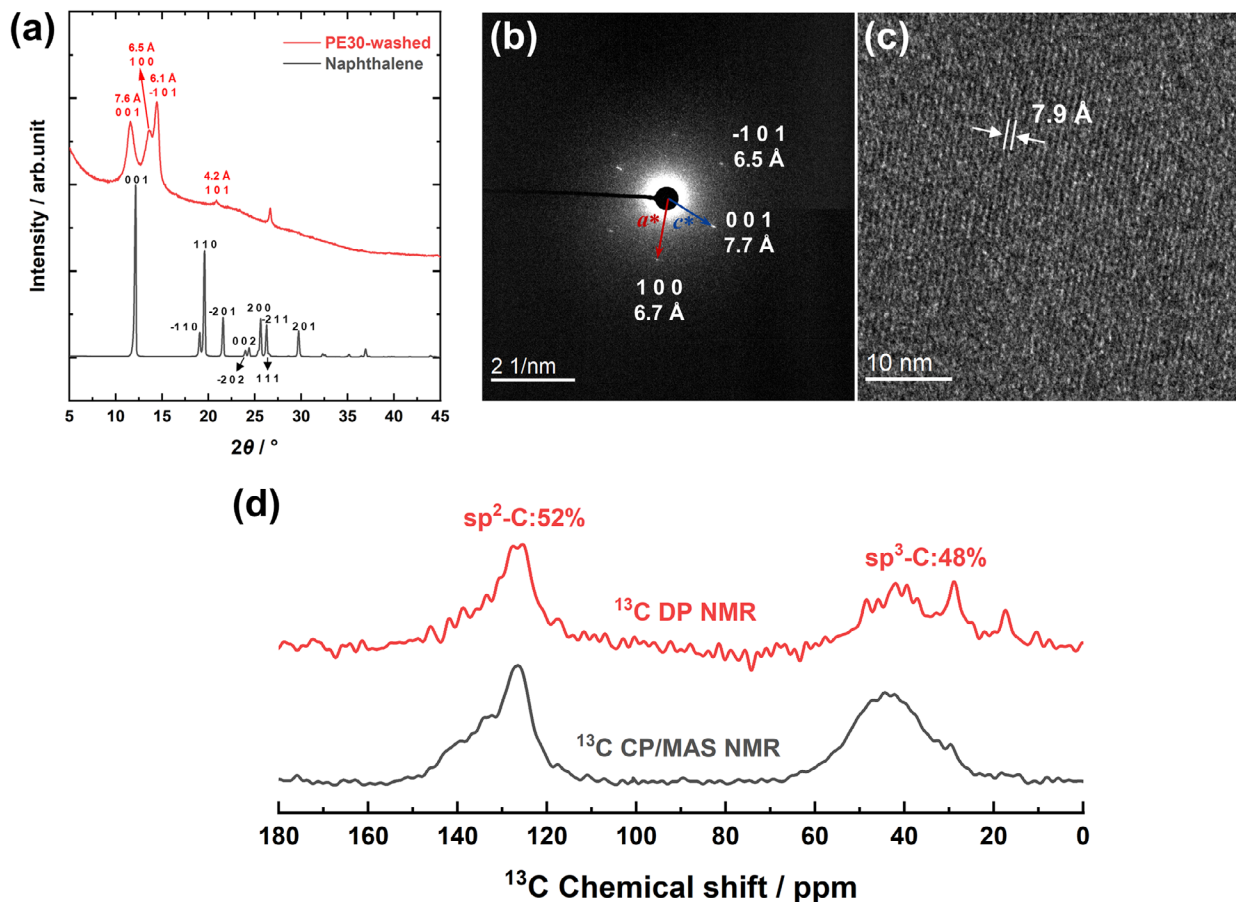 (a)
PE30-washed
Naphthalene
6.5 Å
1 0 0
6.1 Å
-1 0 1
7.6 Å
0 0 1
4.2 Å
1 0 1
0 0 1
1 1 0
-1 1 0
-2 0 1
0 0 2
2 0 0
-2 1 1
2 0 1
-2 0 2
1 1 1
Intensity / arb.unit
5 10 15 20 25 30 35 40 45
2θ / °
(b)
-1 0 1
6.5 Å
0 0 1
7.7 Å
a* c*
1 0 0
6.7 Å
2 1/nm
(c)
7.9 Å
10 nm
(d)
sp²-C:52%
sp³-C:48%
¹³C DP NMR
¹³C CP/MAS NMR
180 160 140 120 100 80 60 40 20 0
¹³C Chemical shift / ppm